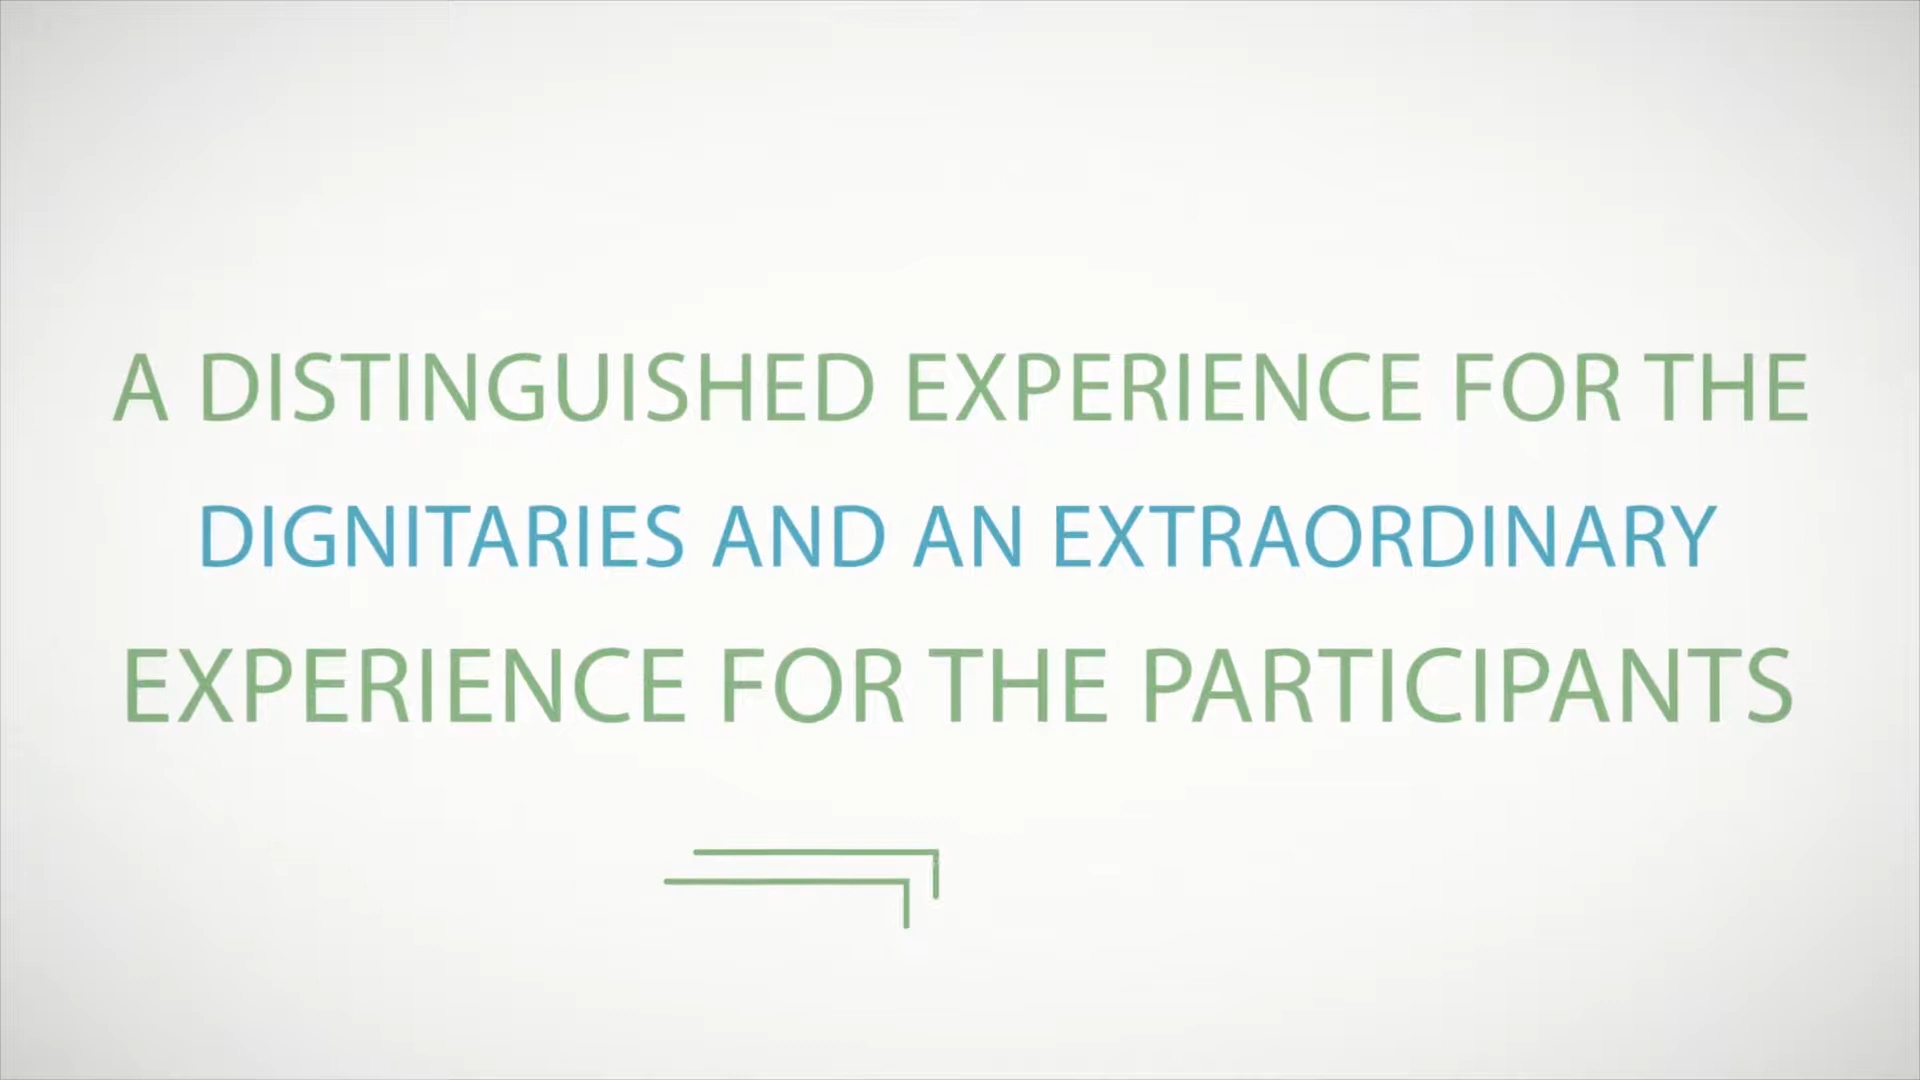 A DISTINGUISHED EXPERIENCE FOR THE
DIGNITARIES AND AN EXTRAORDINARY
EXPERIENCE FOR THE PARTICIPANTS